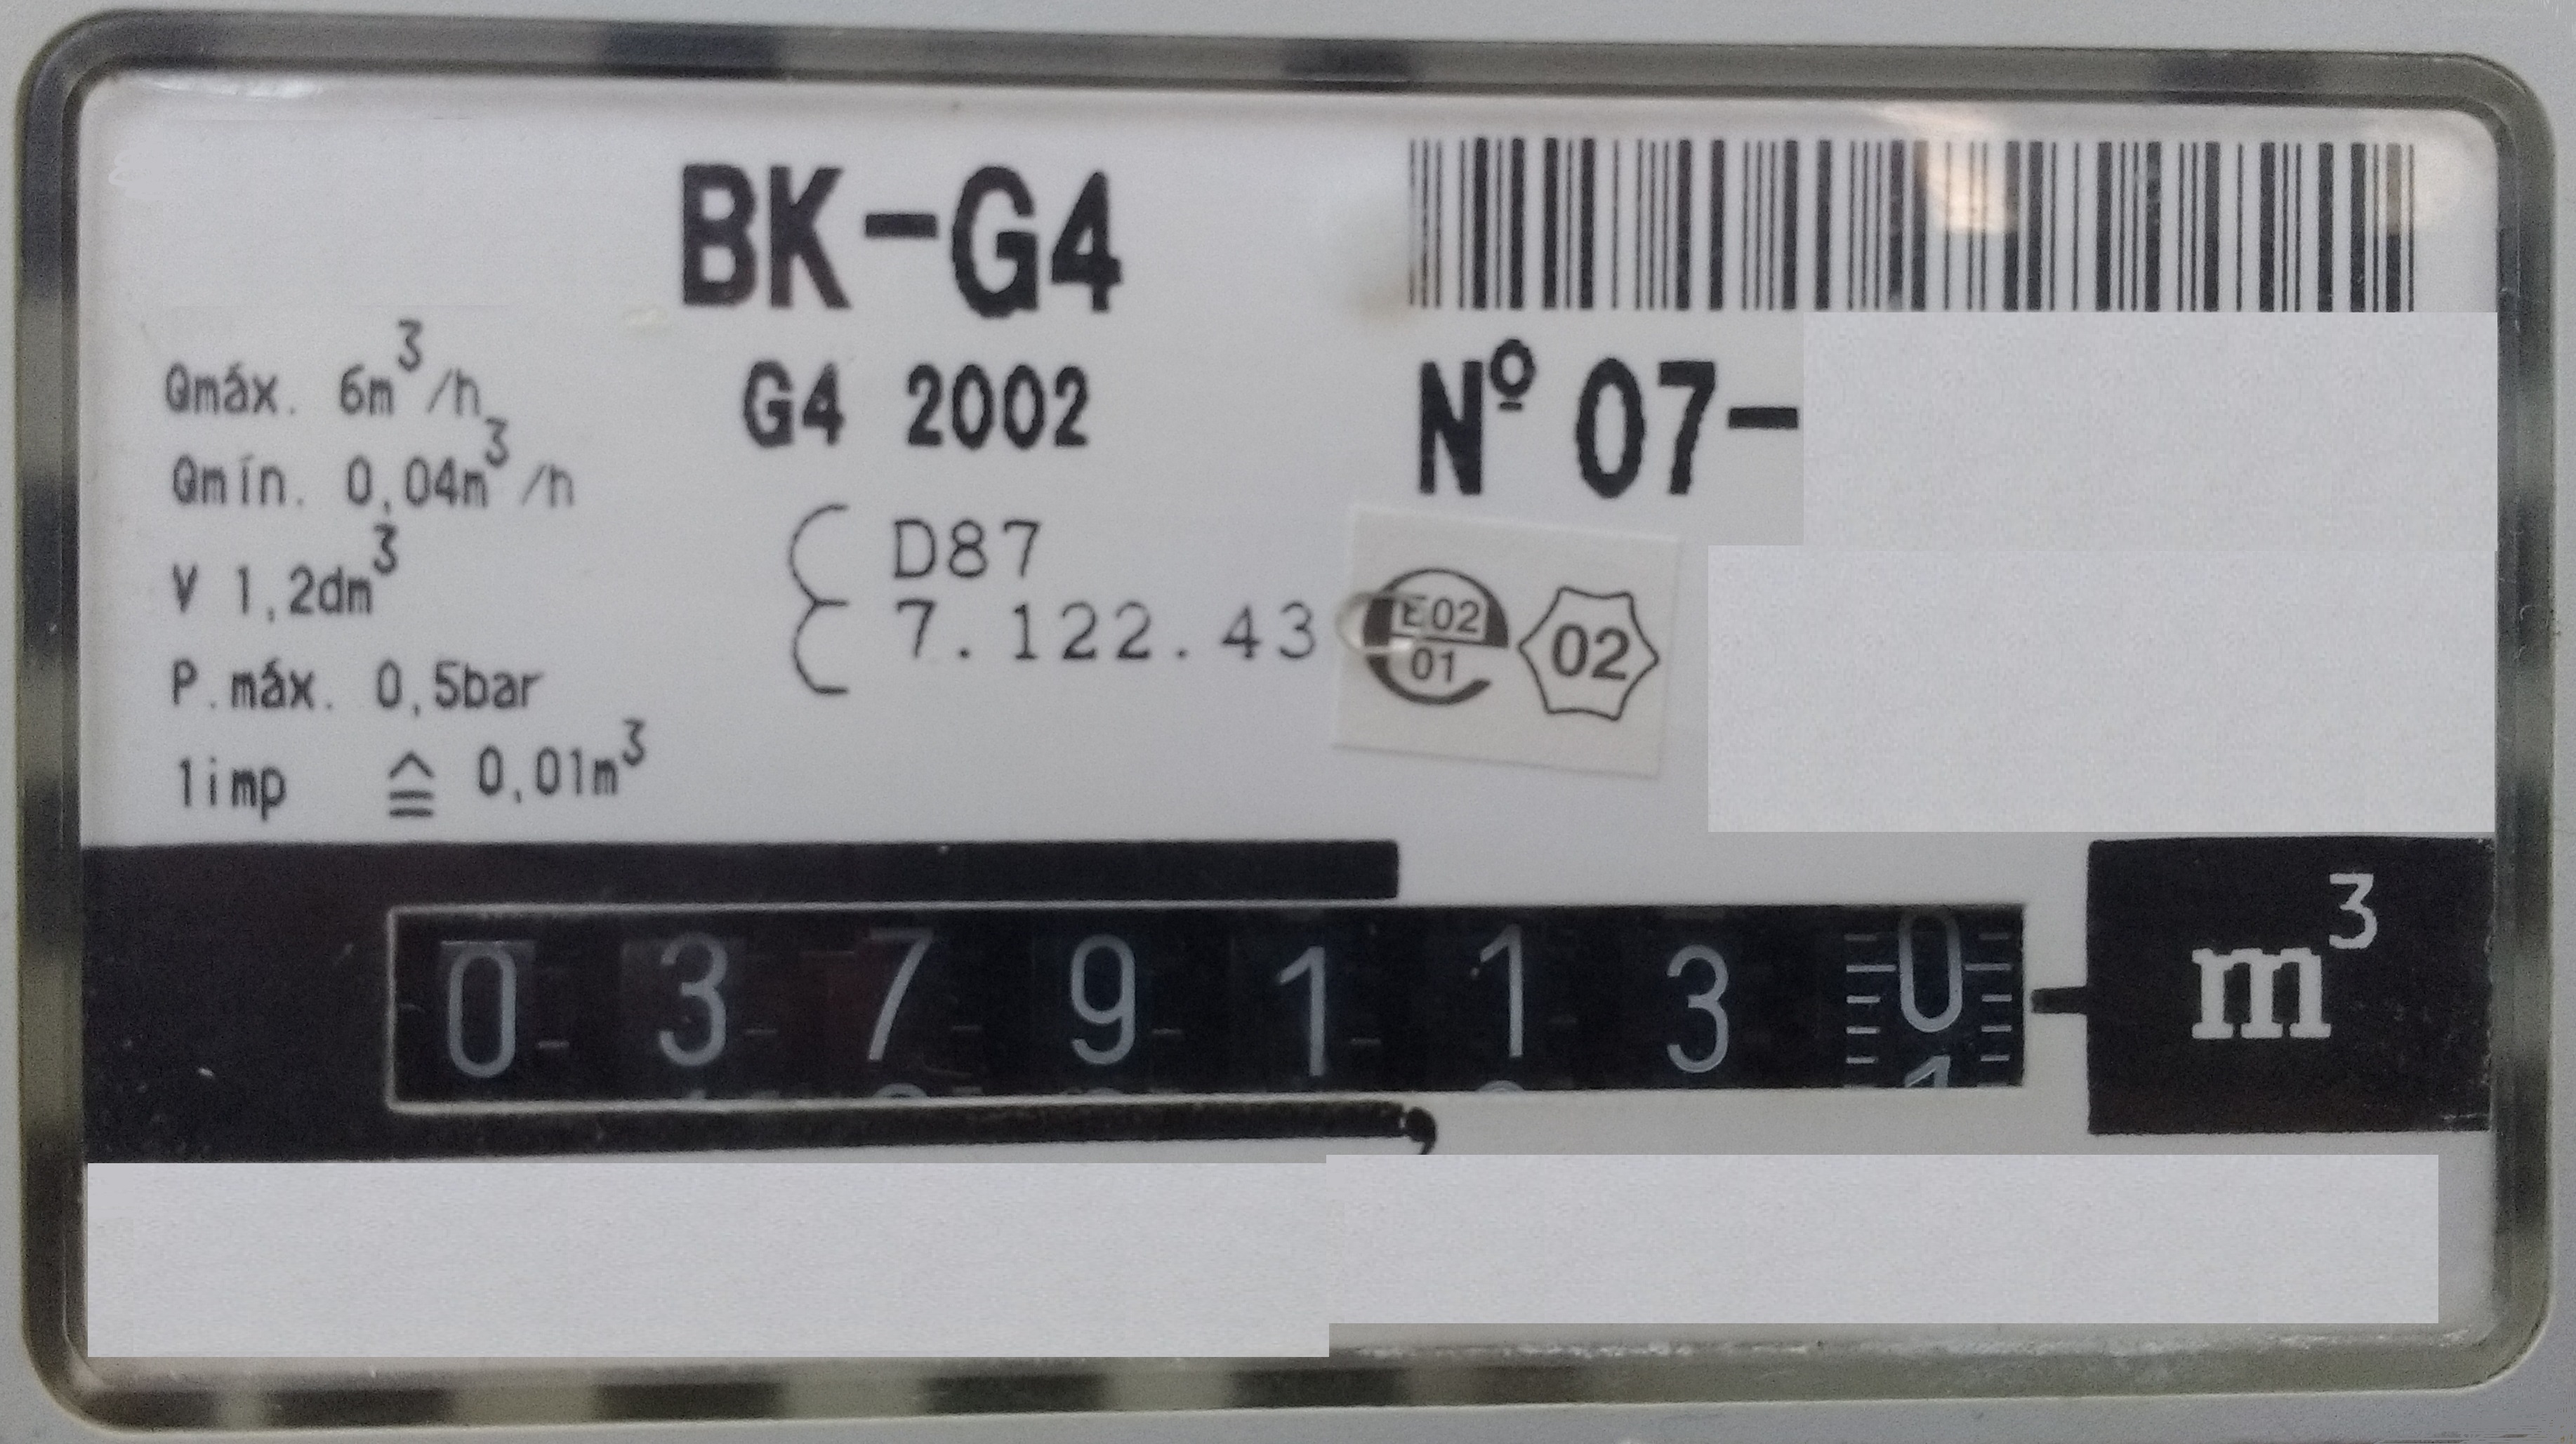 BK-G4
G4 2002
Nº 07-
Qmáx. 6m³/h
Qmín. 0,04m³/h
V 1,2dm³
P.máx. 0,5bar
1imp ≙ 0,01m³
D87
7.122.43
E02
01
02
0 3 7 9 1 , 1 3 0
1
m³